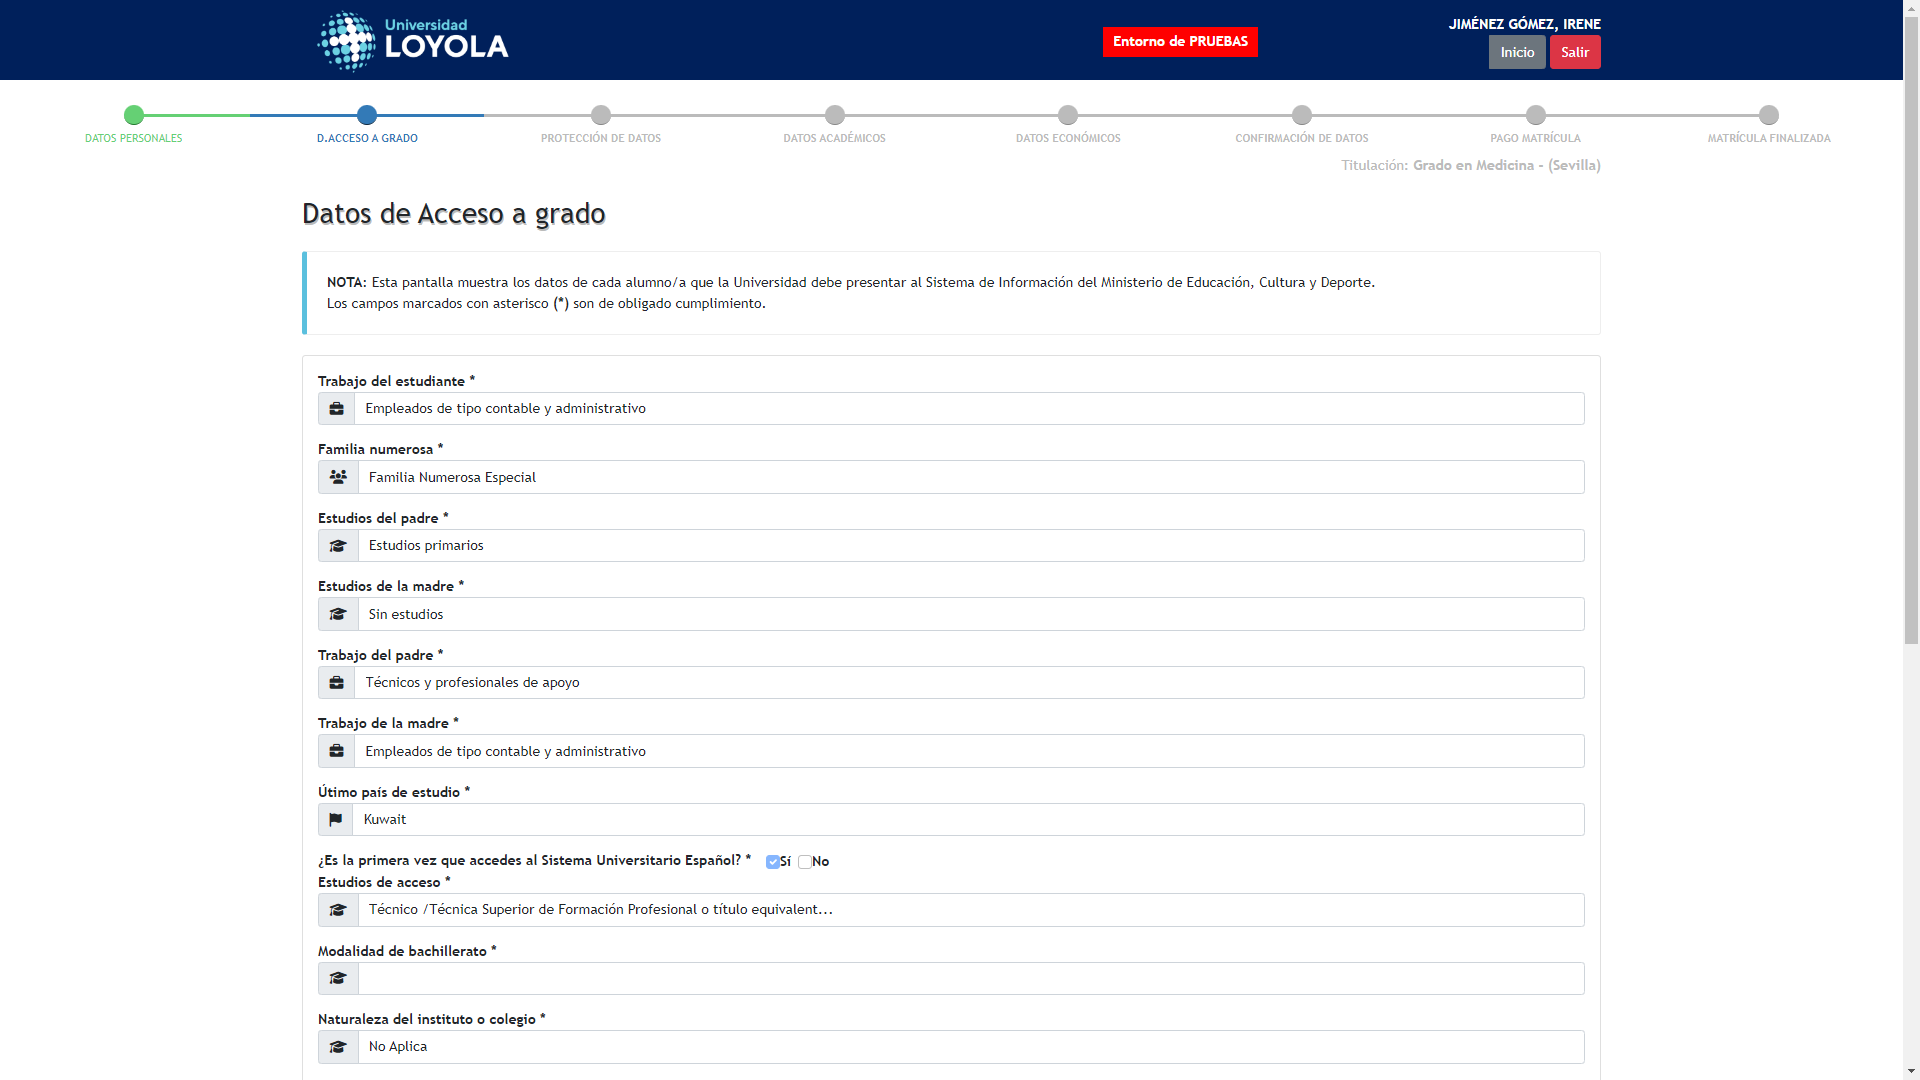 Universidad
LOYOLA
Entorno de PRUEBAS
JIMÉNEZ GÓMEZ, IRENE
Inicio
Salir
DATOS PERSONALES
D.ACCESO A GRADO
PROTECCIÓN DE DATOS
DATOS ACADÉMICOS
DATOS ECONÓMICOS
CONFIRMACIÓN DE DATOS
PAGO MATRÍCULA
MATRÍCULA FINALIZADA
Titulación: Grado en Medicina - (Sevilla)
Datos de Acceso a grado
NOTA: Esta pantalla muestra los datos de cada alumno/a que la Universidad debe presentar al Sistema de Información del Ministerio de Educación, Cultura y Deporte.
Los campos marcados con asterisco (*) son de obligado cumplimiento.
Trabajo del estudiante *
Empleados de tipo contable y administrativo
Familia numerosa *
Familia Numerosa Especial
Estudios del padre *
Estudios primarios
Estudios de la madre *
Sin estudios
Trabajo del padre *
Técnicos y profesionales de apoyo
Trabajo de la madre *
Empleados de tipo contable y administrativo
Útimo país de estudio *
Kuwait
¿Es la primera vez que accedes al Sistema Universitario Español? * Sí No
Estudios de acceso *
Técnico /Técnica Superior de Formación Profesional o título equivalent...
Modalidad de bachillerato *
Naturaleza del instituto o colegio *
No Aplica